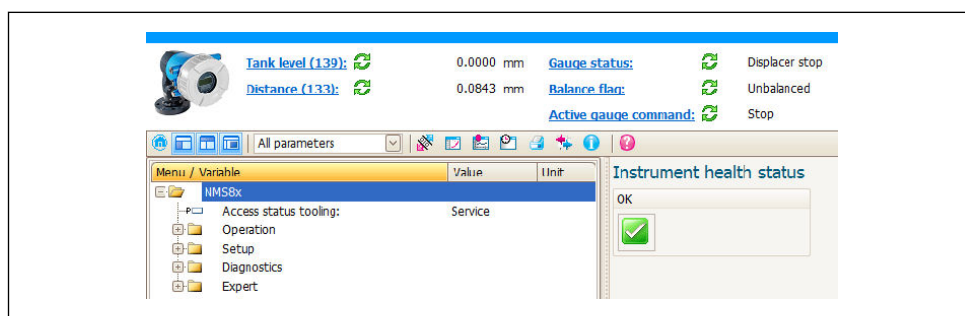 Tank level (139): 0.0000 mm Gauge status: Displacer stop
Distance (133): 0.0843 mm Balance flag: Unbalanced
Active gauge command: Stop
All parameters
Menu / Variable Value Unit Instrument health status
NMS8x OK
Access status tooling: Service
Operation
Setup
Diagnostics
Expert